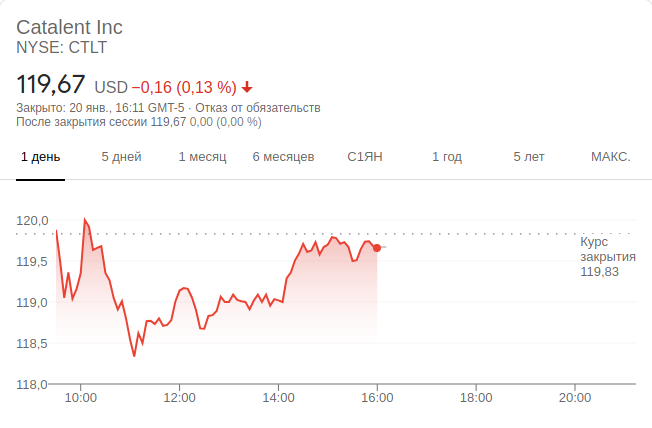 Catalent Inc
NYSE: CTLT
119,67 USD −0,16 (0,13 %)
Закрыто: 20 янв., 16:11 GMT-5 · Отказ от обязательств
После закрытия сессии 119,67 0,00 (0,00 %)
1 день 5 дней 1 месяц 6 месяцев С1ЯН 1 год 5 лет МАКС.
120,0
119,5
119,0
118,5
118,0
Курс
закрытия
119,83
10:00 12:00 14:00 16:00 18:00 20:00